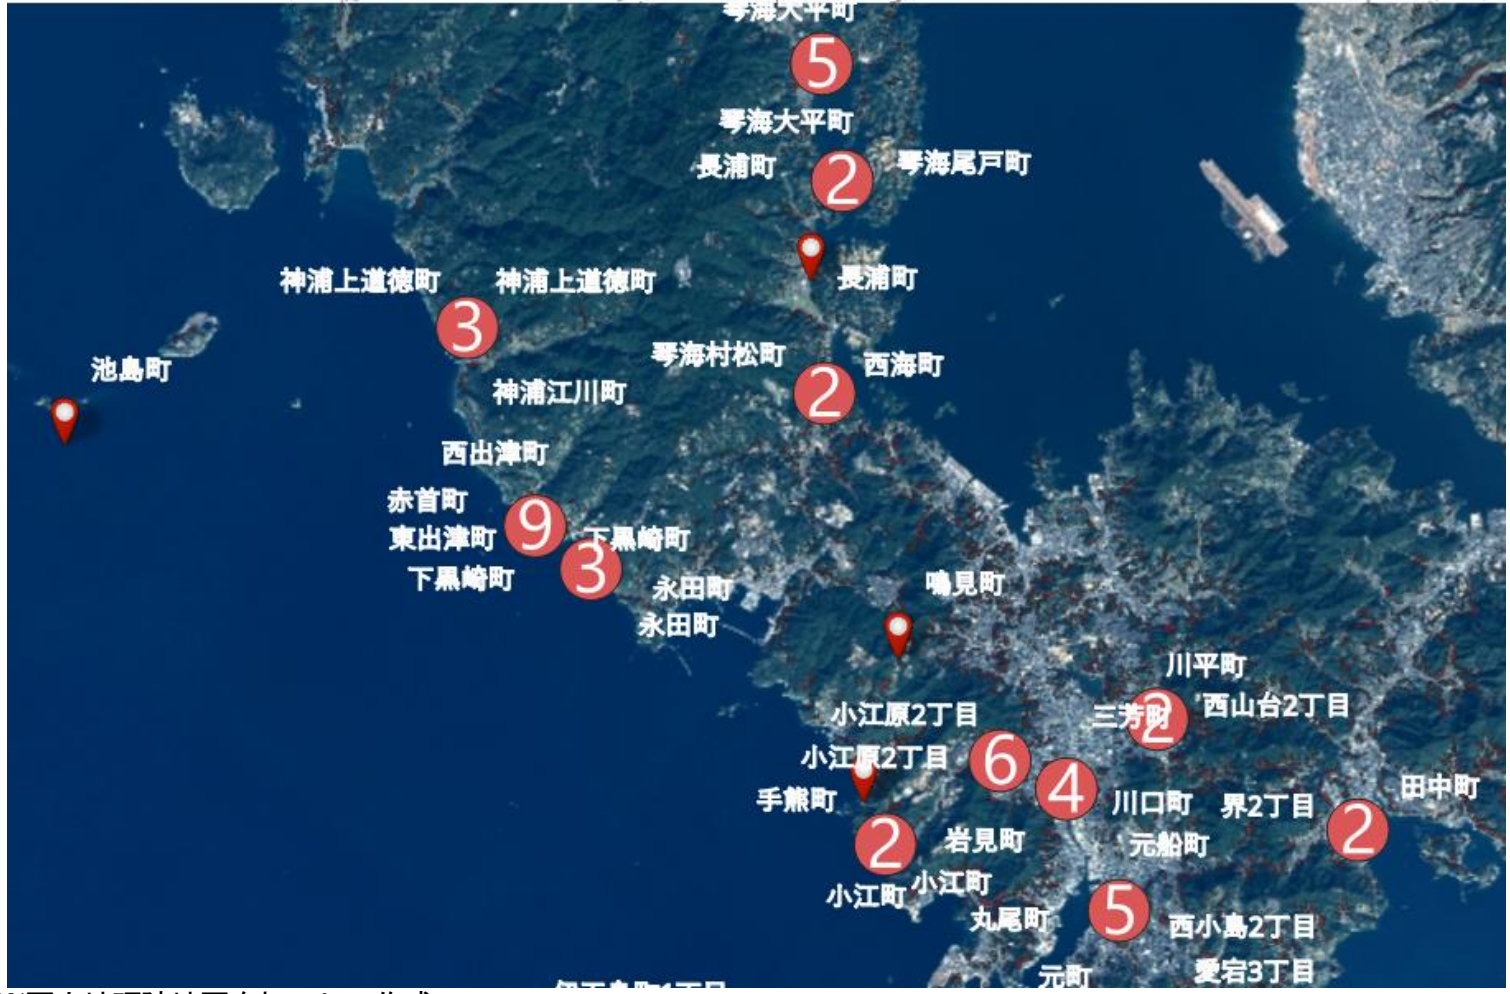 琴海大平町
5
琴海大平町
長浦町
2
琴海尾戸町
長浦町
神浦上道徳町
神浦上道徳町
3
琴海村松町
西海町
池島町
2
神浦江川町
西出津町
赤首町
9
東出津町
下黒崎町
3
下黒崎町
永田町
鳴見町
永田町
川平町
西山台2丁目
小江原2丁目
三芳町
2
小江原2丁目
6
4
手熊町
川口町
界2丁目
田中町
2
岩見町
元船町
2
小江町
小江町
丸尾町
5
西小島2丁目
元町
愛宕3丁目